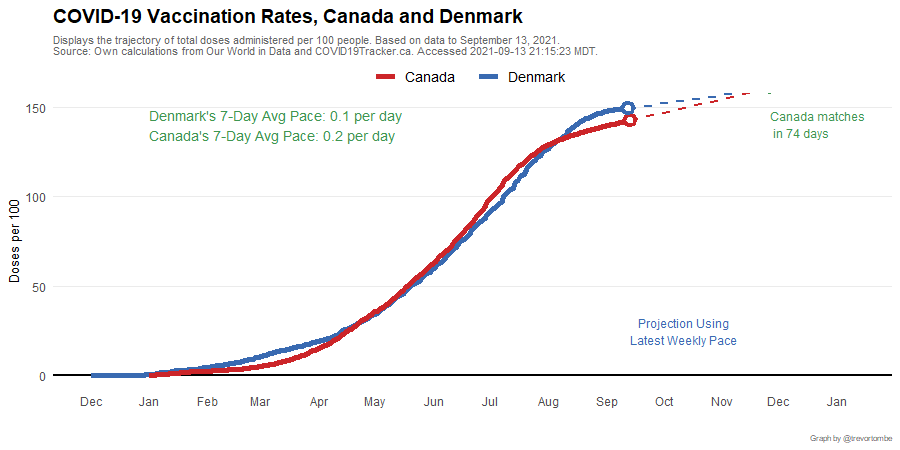 COVID-19 Vaccination Rates, Canada and Denmark
Displays the trajectory of total doses administered per 100 people. Based on data to September 13, 2021.
Source: Own calculations from Our World in Data and COVID19Tracker.ca. Accessed 2021-09-13 21:15:23 MDT.
Canada Denmark
Denmark's 7-Day Avg Pace: 0.1 per day
Canada's 7-Day Avg Pace: 0.2 per day
Canada matches
in 74 days
Projection Using
Latest Weekly Pace
Doses per 100
150
100
50
0
Dec Jan Feb Mar Apr May Jun Jul Aug Sep Oct Nov Dec Jan
Graph by @trevortombe